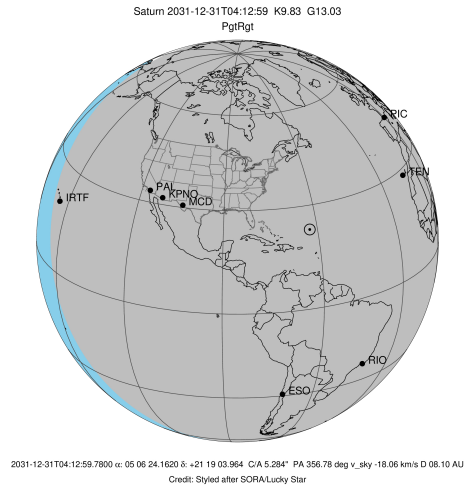 Saturn 2031-12-31T04:12:59 K9.83 G13.03
PgtRgt
PIC
TEN
PAL
KPNO
MCD
IRTF
RIO
ESO
2031-12-31T04:12:59.7800 α: 05 06 24.1620 δ: +21 19 03.964 C/A 5.284" PA 356.78 deg v_sky -18.06 km/s D 08.10 AU
Credit: Styled after SORA/Lucky Star